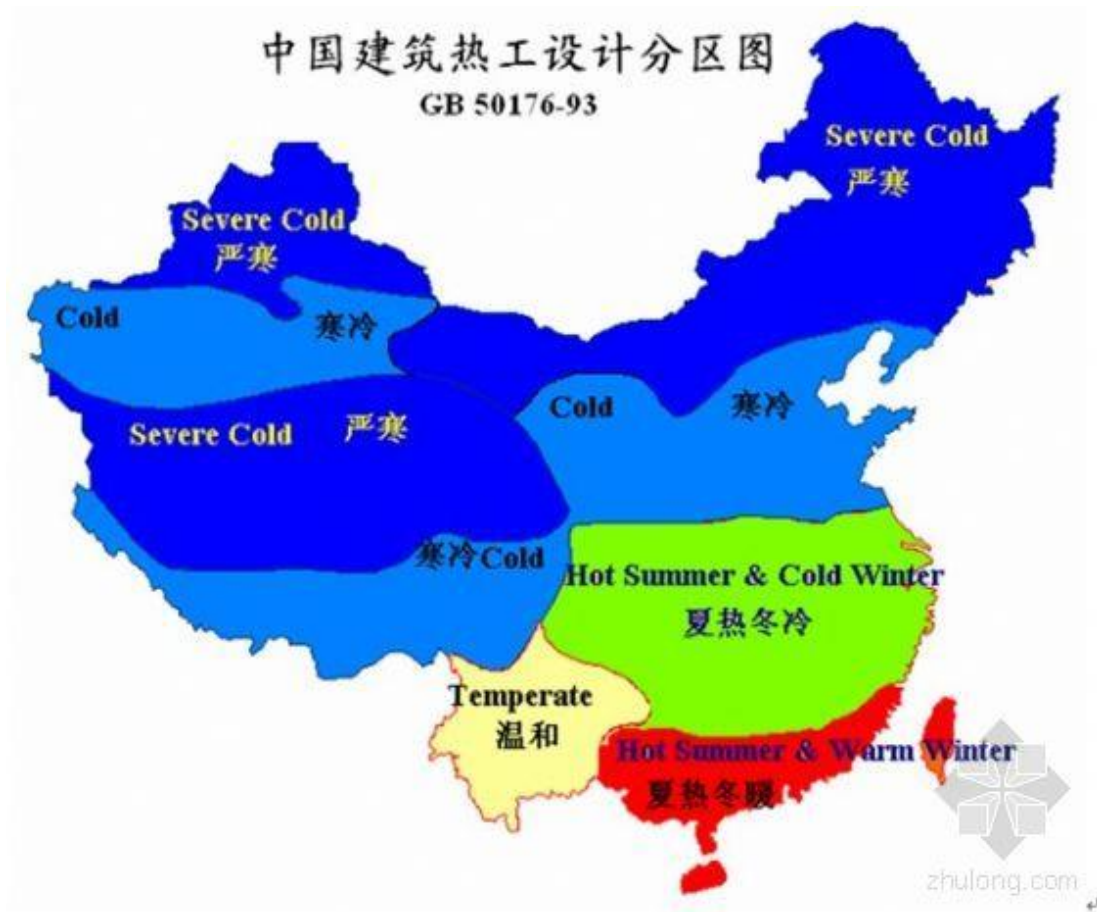 中国建筑热工设计分区图
GB 50176-93
Severe Cold
严寒
Severe Cold
严寒
Cold
寒冷
Cold
寒冷
Severe Cold
严寒
寒冷Cold
Hot Summer & Cold Winter
夏热冬冷
Temperate
温和
Hot Summer & Warm Winter
夏热冬暖
zhulong.com